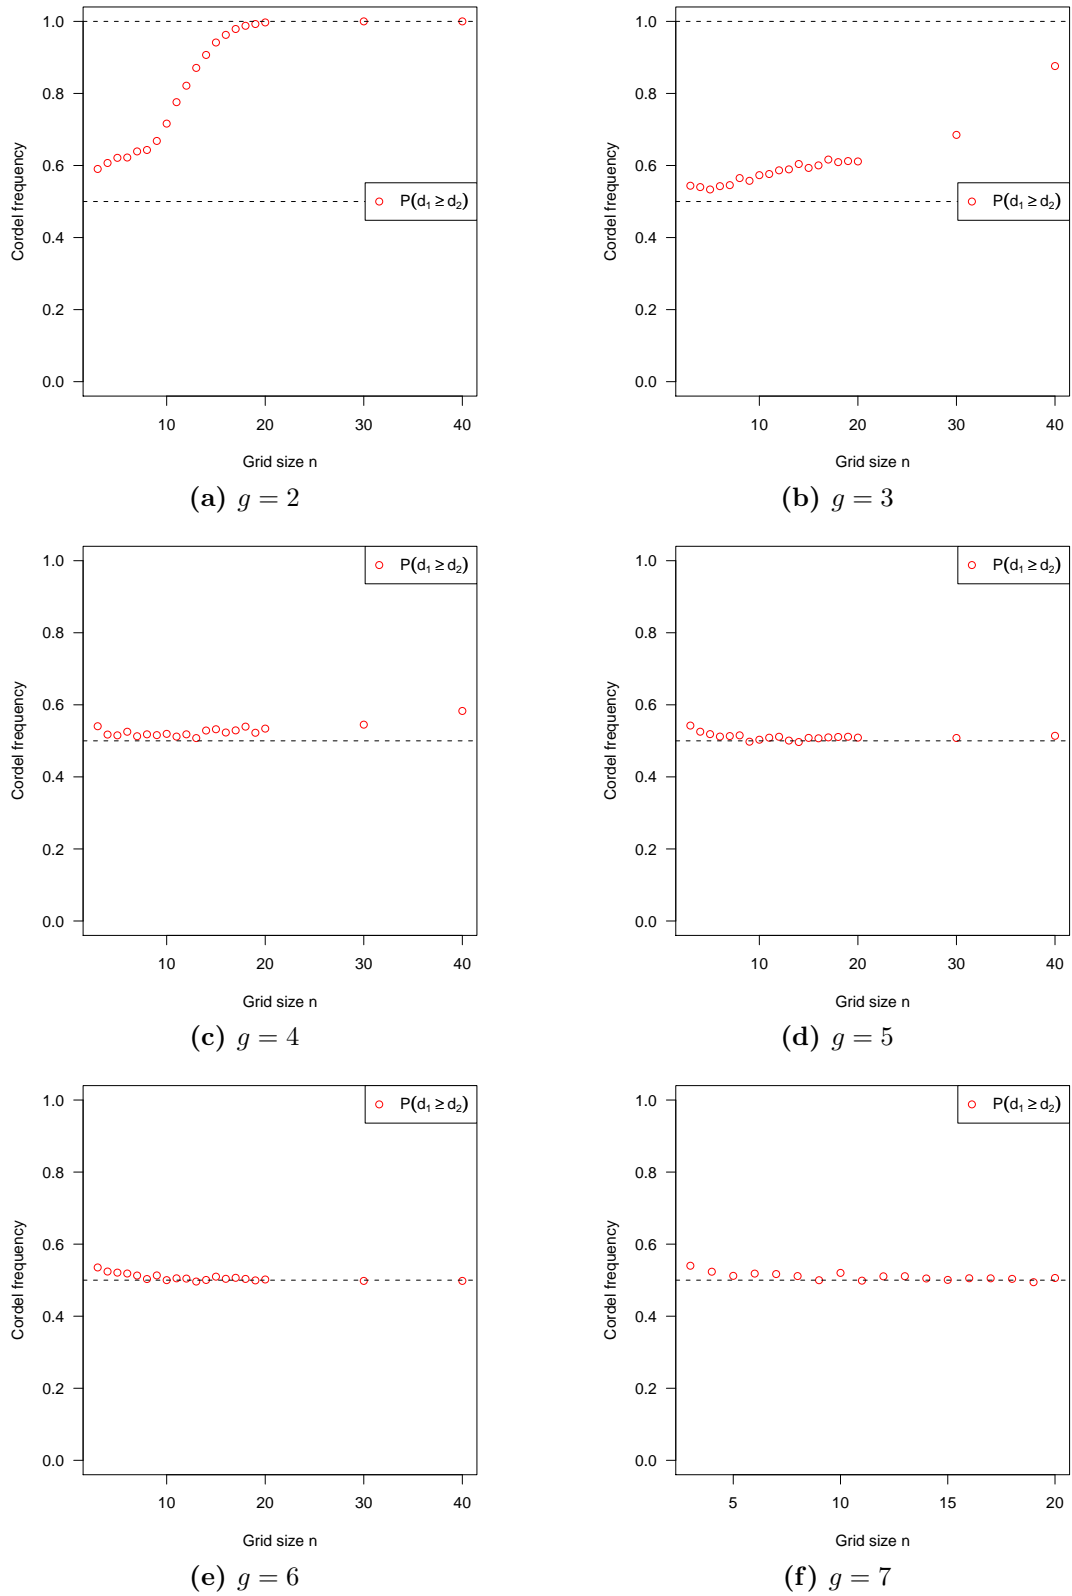 1.0
0.8
0.6
0.4
0.2
0.0
Cordel frequency
P(d₁ ≥ d₂)
10 20 30 40
Grid size n
(a) g = 2
1.0
0.8
0.6
0.4
0.2
0.0
Cordel frequency
P(d₁ ≥ d₂)
10 20 30 40
Grid size n
(b) g = 3
1.0
0.8
0.6
0.4
0.2
0.0
Cordel frequency
P(d₁ ≥ d₂)
10 20 30 40
Grid size n
(c) g = 4
1.0
0.8
0.6
0.4
0.2
0.0
Cordel frequency
P(d₁ ≥ d₂)
10 20 30 40
Grid size n
(d) g = 5
1.0
0.8
0.6
0.4
0.2
0.0
Cordel frequency
P(d₁ ≥ d₂)
10 20 30 40
Grid size n
(e) g = 6
1.0
0.8
0.6
0.4
0.2
0.0
Cordel frequency
P(d₁ ≥ d₂)
5 10 15 20
Grid size n
(f) g = 7